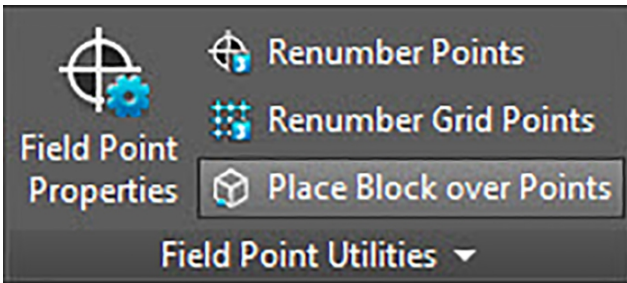 Field Point
Properties
Renumber Points
Renumber Grid Points
Place Block over Points
Field Point Utilities